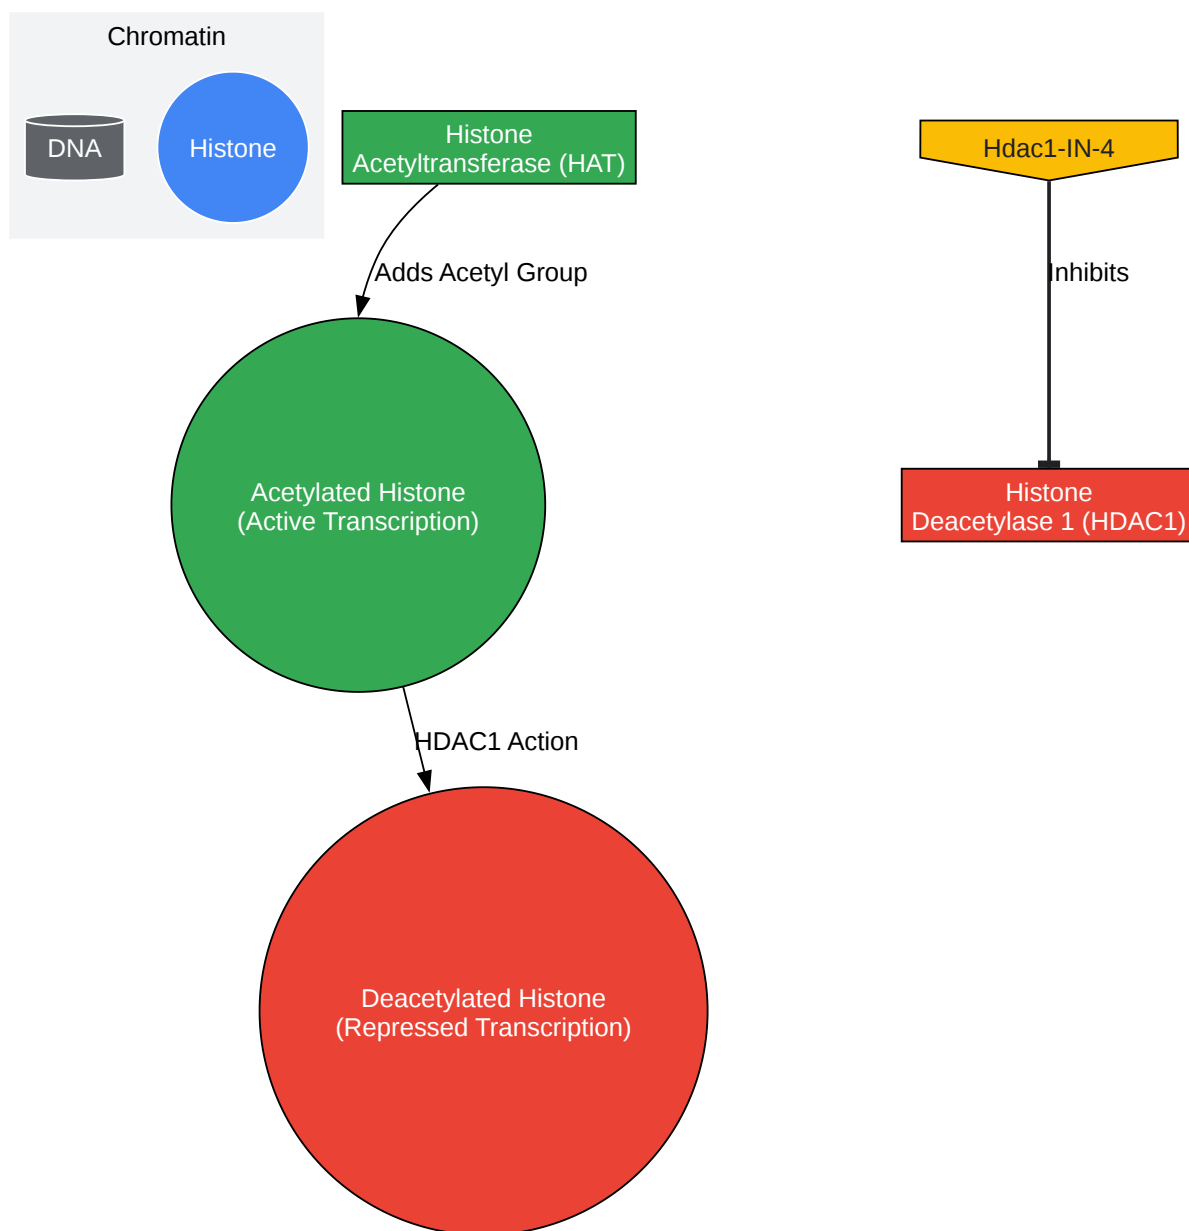 Chromatin
DNA
Histone
Histone
Acetyltransferase (HAT)
Hdac1-IN-4
Adds Acetyl Group
Inhibits
Acetylated Histone
(Active Transcription)
Histone
Deacetylase 1 (HDAC1)
HDAC1 Action
Deacetylated Histone
(Repressed Transcription)